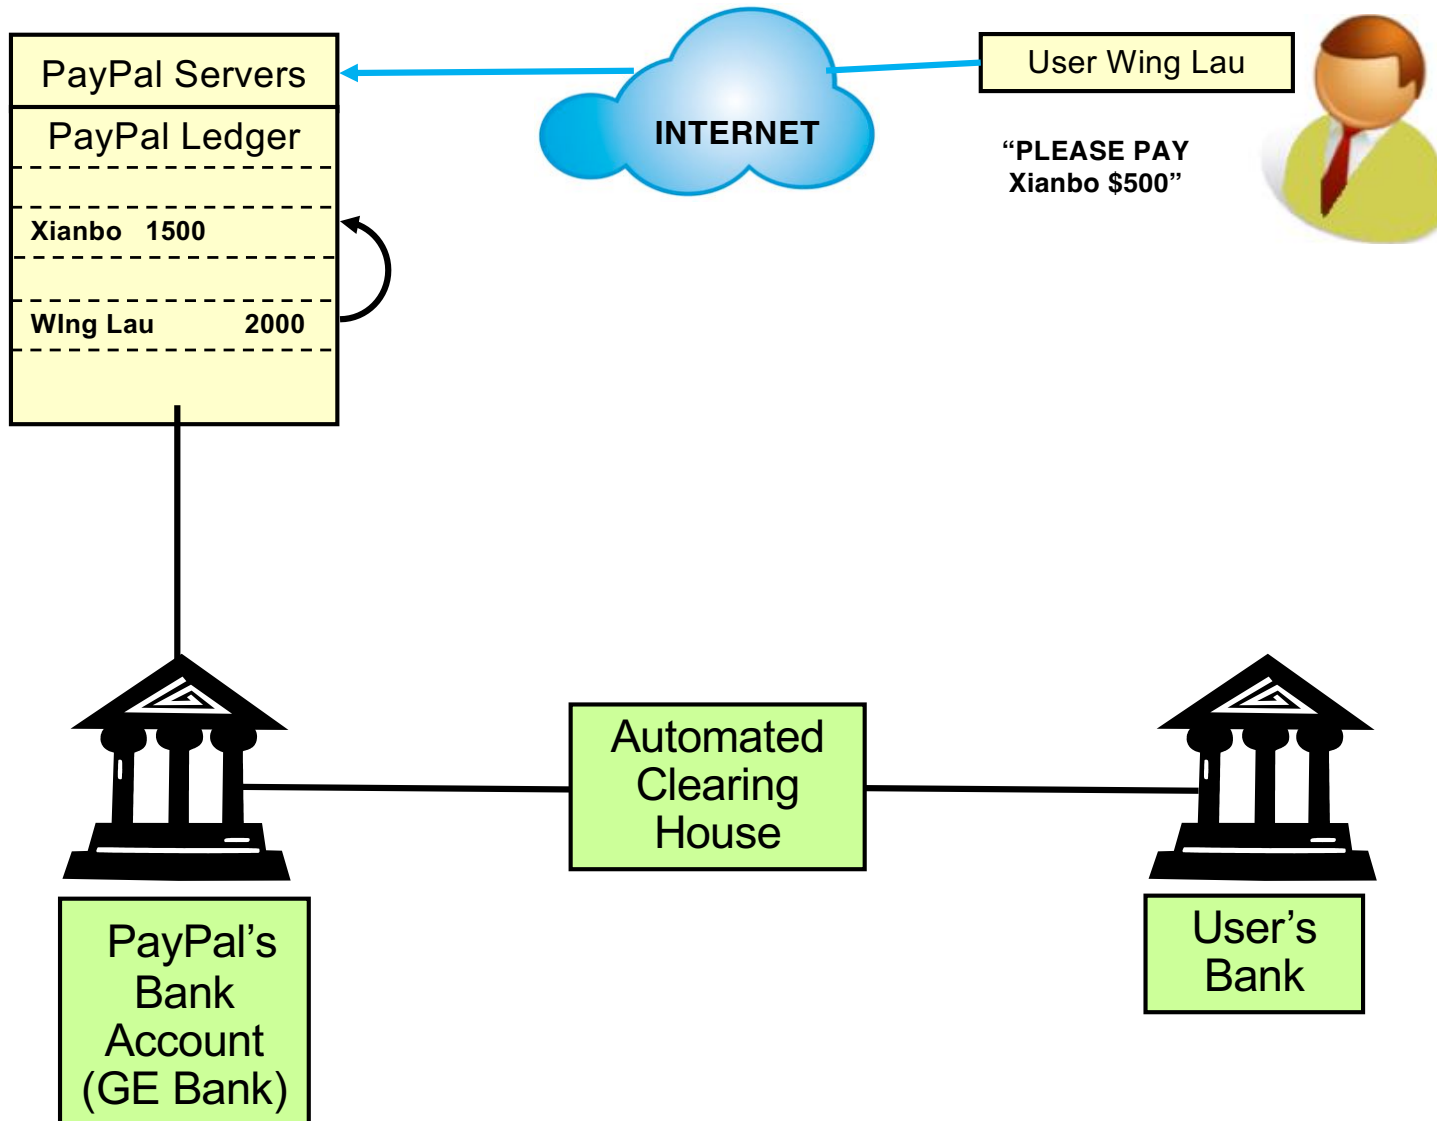 PayPal Servers
PayPal Ledger
Xianbo 1500
WIng Lau 2000
INTERNET
User Wing Lau
“PLEASE PAY
Xianbo $500”
Automated
Clearing
House
PayPal’s
Bank
Account
(GE Bank)
User’s
Bank